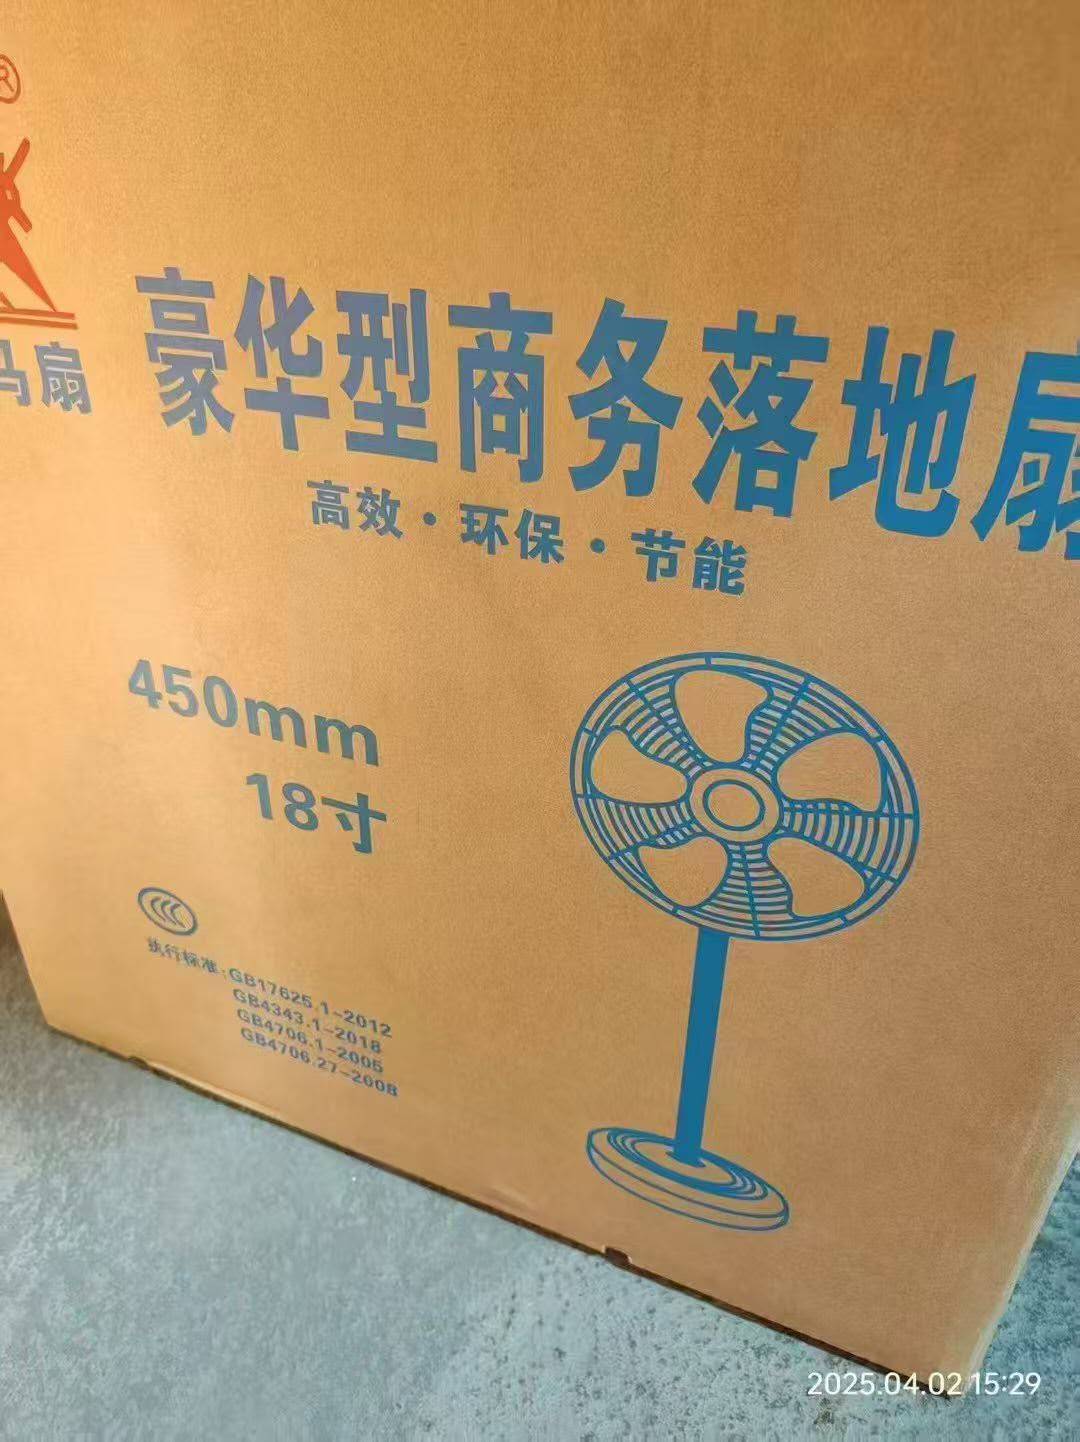 ®
马扇
豪华型商务落地扇
高效·环保·节能
450mm
18寸
执行标准:GB17625.1-2012
GB4343.1-2018
GB4706.1-2005
GB4706.27-2008
2025.04.02 15:29